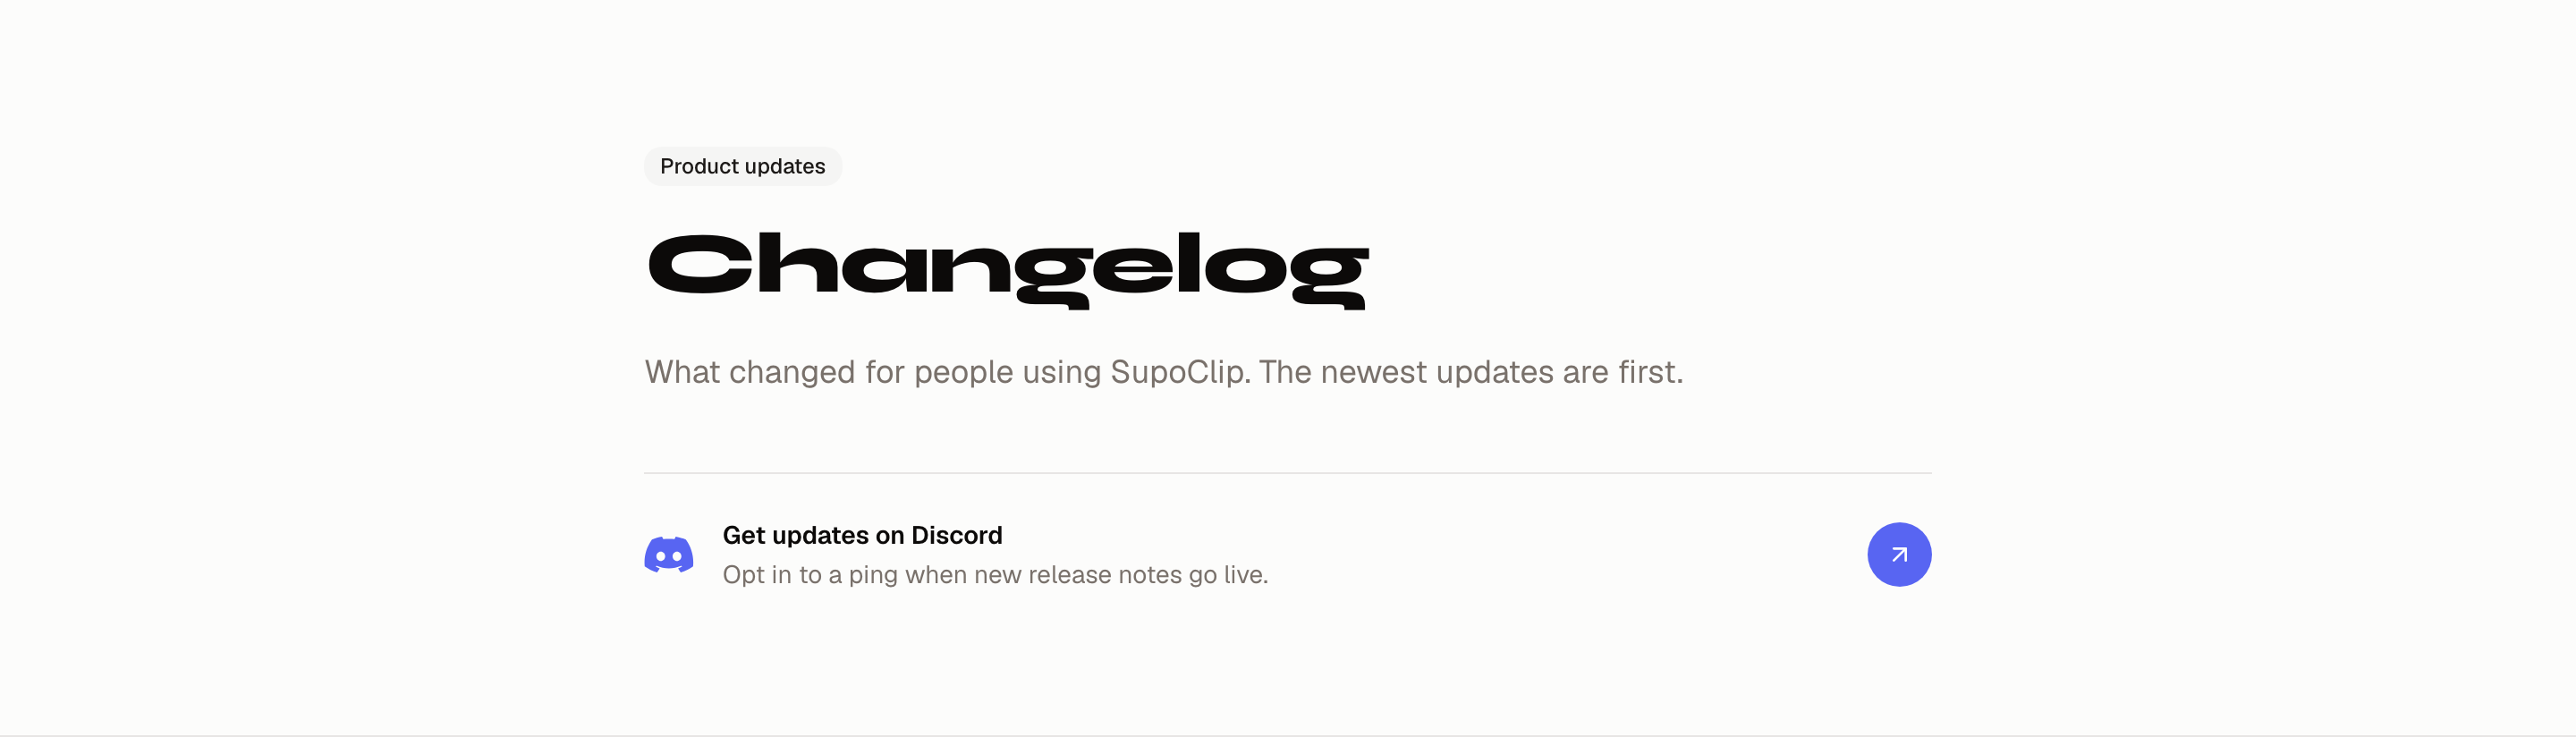 Product updates
Changelog
What changed for people using SupoClip. The newest updates are first.
Get updates on Discord
Opt in to a ping when new release notes go live.